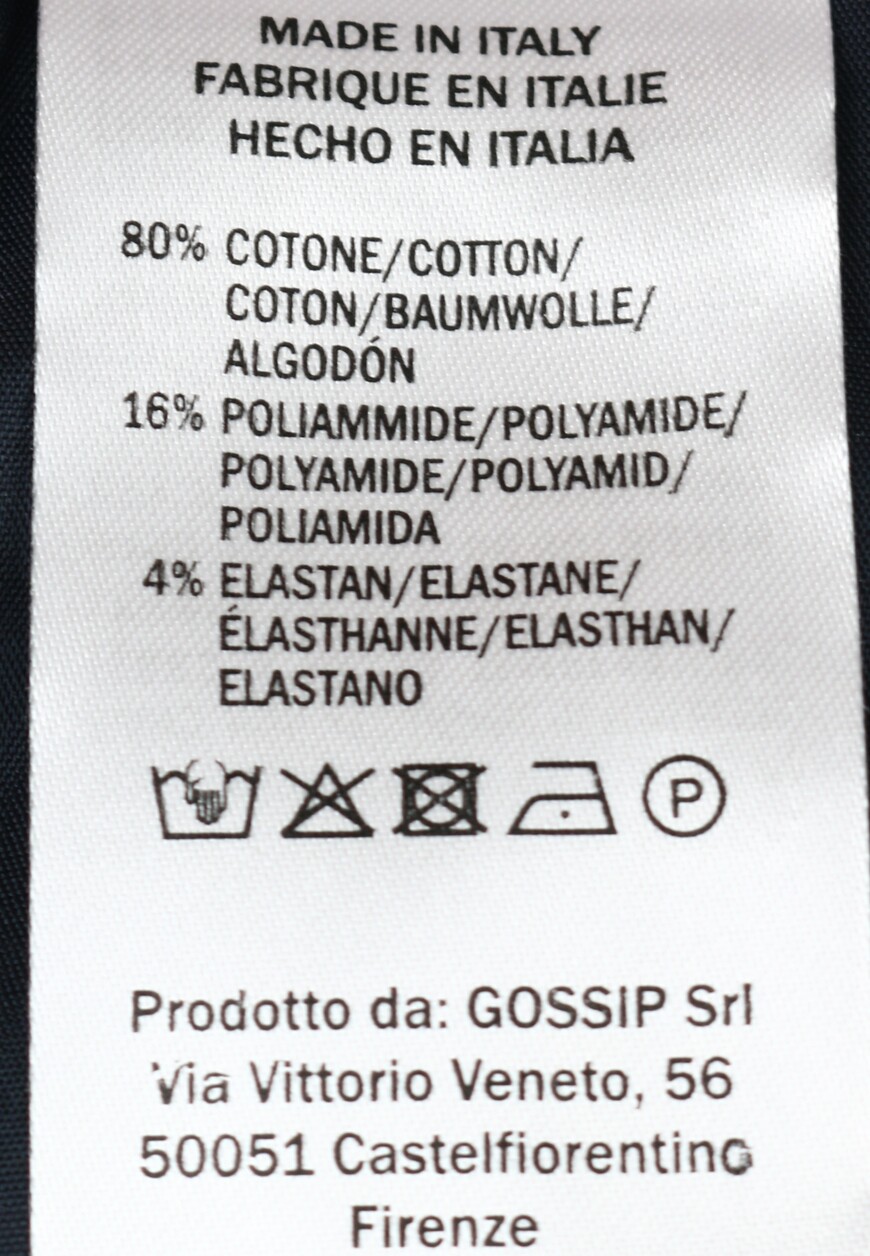 MADE IN ITALY
FABRIQUE EN ITALIE
HECHO EN ITALIA
80% COTONE/COTTON/
COTON/BAUMWOLLE/
ALGODÓN
16% POLIAMMIDE/POLYAMIDE/
POLYAMIDE/POLYAMID/
POLIAMIDA
4% ELASTAN/ELASTANE/
ÉLASTHANNE/ELASTHAN/
ELASTANO
P
Prodotto da: GOSSIP Srl
Via Vittorio Veneto, 56
50051 Castelfiorentino
Firenze